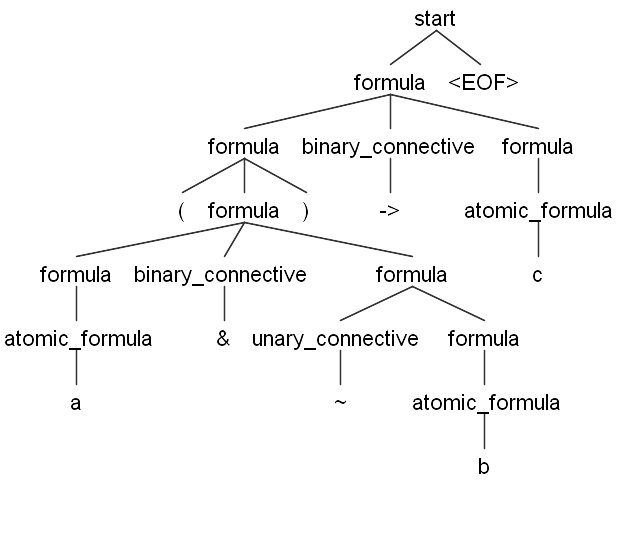 start
formula <EOF>
formula binary_connective formula
( formula ) -> atomic_formula
formula binary_connective formula c
atomic_formula & unary_connective formula
a ~ atomic_formula
b